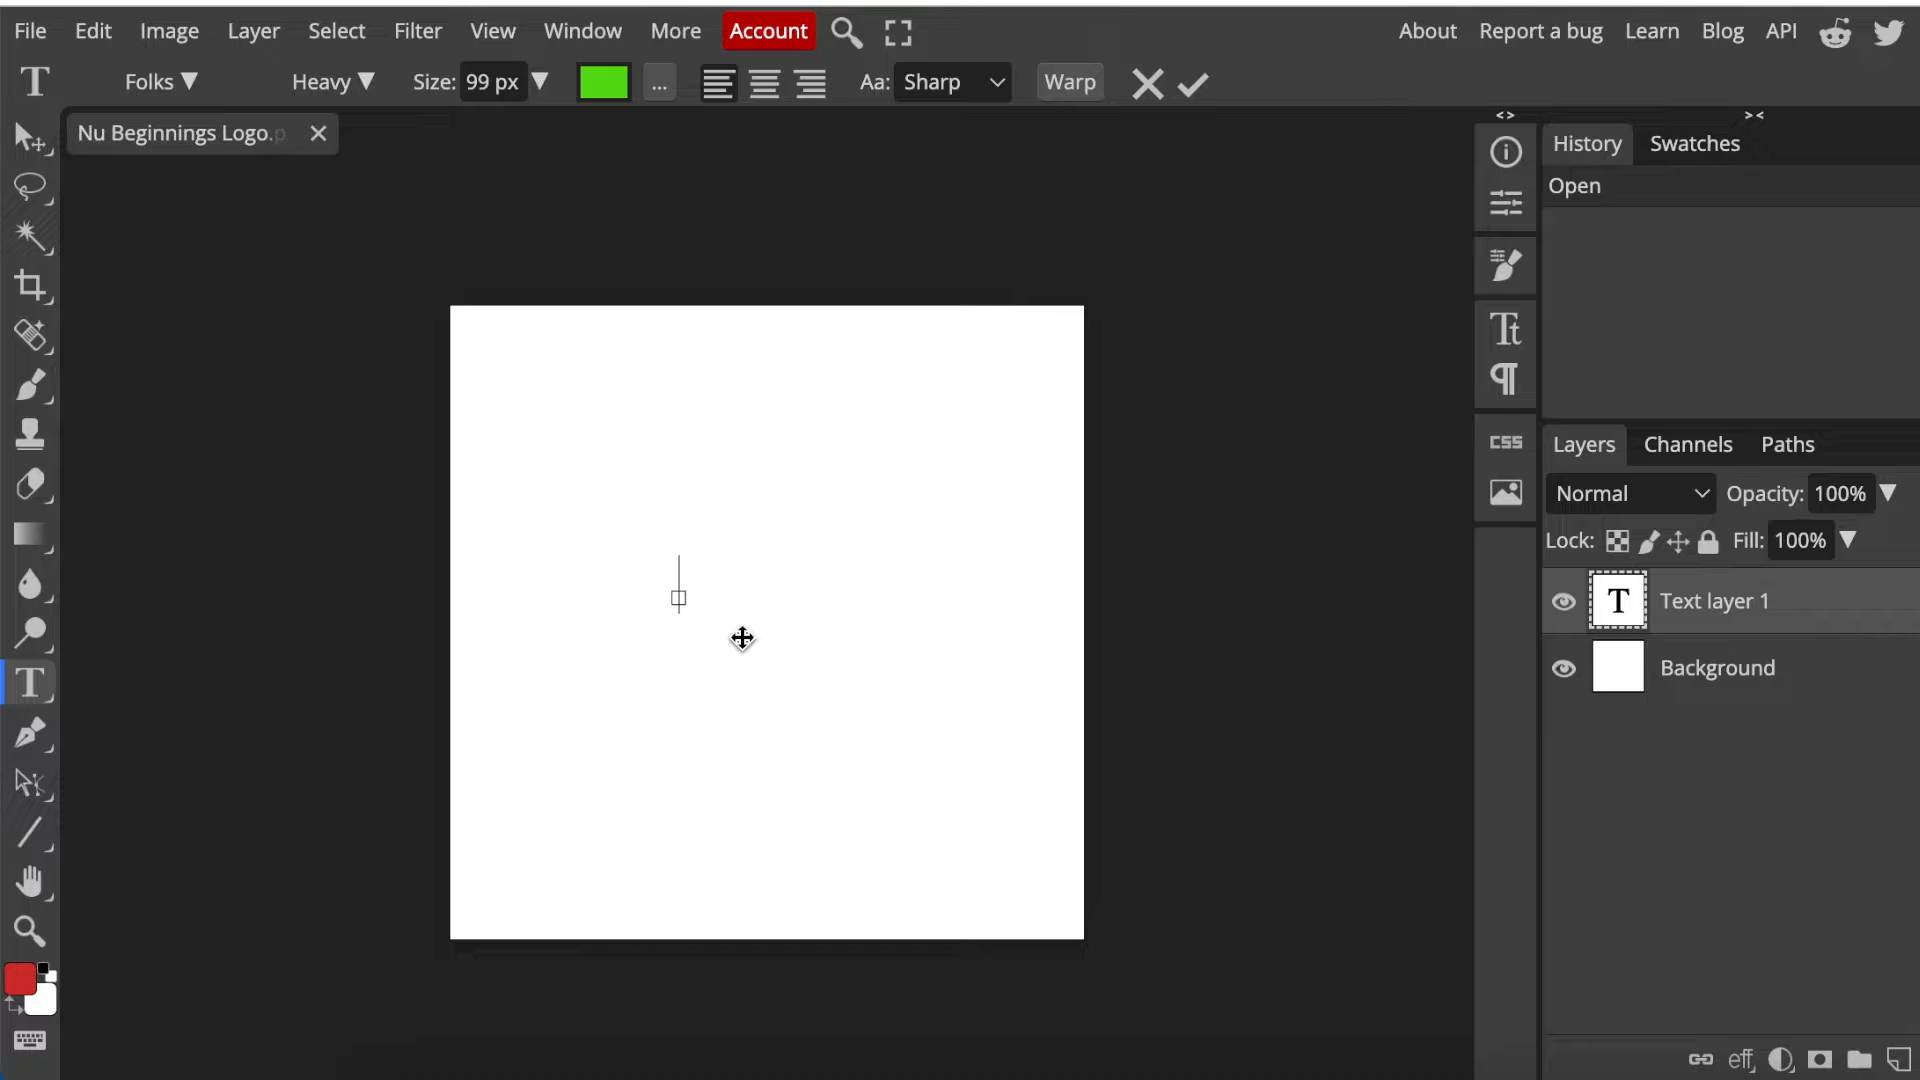 File Edit Image Layer Select Filter View Window More Account About Report a bug Learn Blog API
T Folks Heavy Size: 99 px ... Aa: Sharp Warp
Nu Beginnings Logo.p
History Swatches
Open
Tt
CSS
Layers Channels Paths
Normal Opacity: 100%
Lock: Fill: 100%
T Text layer 1
Background
T
eff